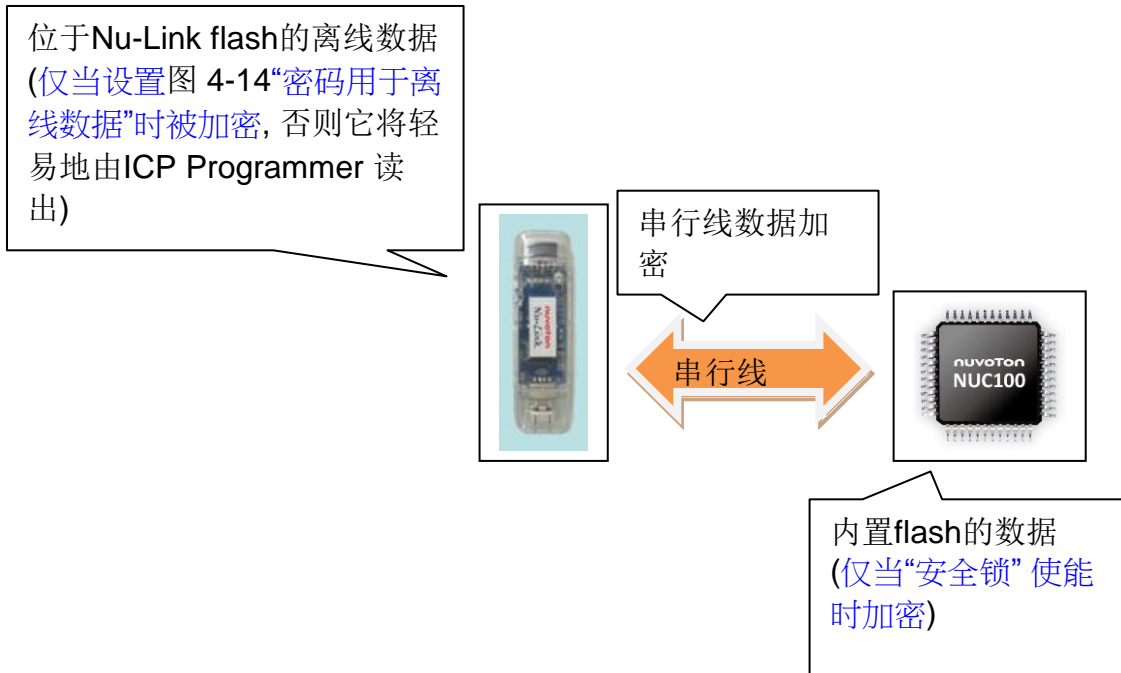 位于Nu-Link flash的离线数据
(仅当设置图 4-14“密码用于离
线数据”时被加密, 否则它将轻
易地由ICP Programmer 读
出)
串行线数据加
密
nuvoTon
Nu-Link
串行线
nuvoTon
NUC100
内置flash的数据
(仅当“安全锁” 使能
时加密)